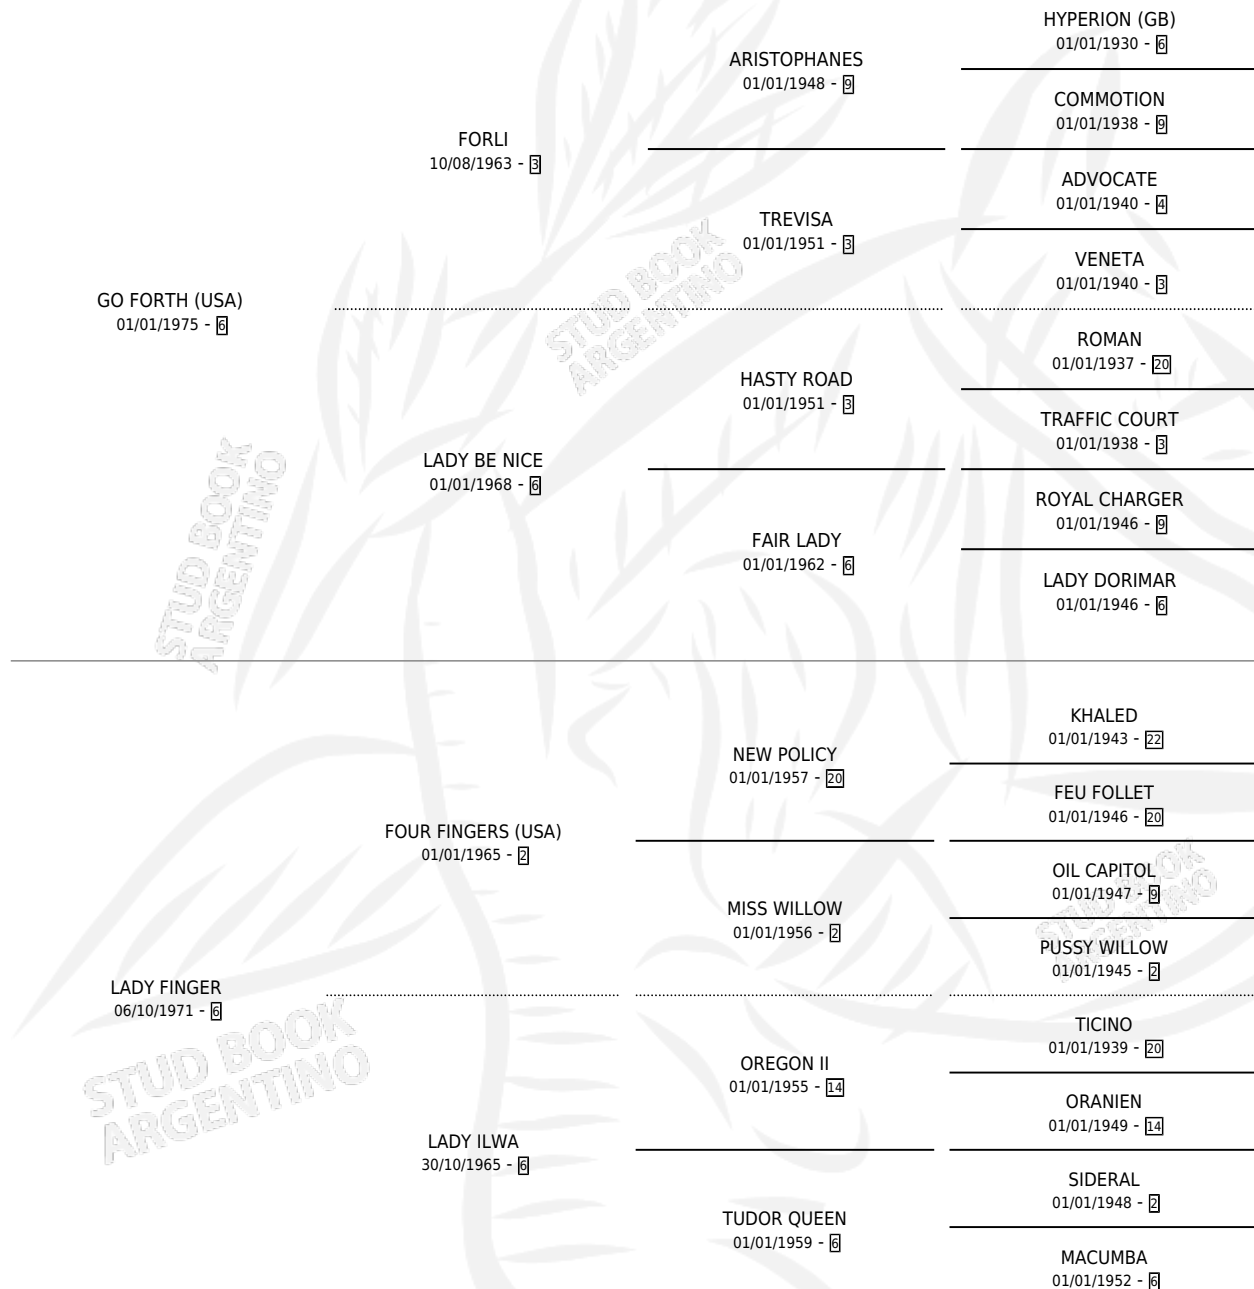 HYPERION (GB)
01/01/1930 - 6
ARISTOPHANES
01/01/1948 - 9
COMMOTION
01/01/1938 - 9
FORLI
10/08/1963 - 3
ADVOCATE
01/01/1940 - 4
TREVISA
01/01/1951 - 3
VENETA
01/01/1940 - 3
GO FORTH (USA)
01/01/1975 - 6
ROMAN
01/01/1937 - 20
HASTY ROAD
01/01/1951 - 3
TRAFFIC COURT
01/01/1938 - 3
LADY BE NICE
01/01/1968 - 6
ROYAL CHARGER
01/01/1946 - 9
FAIR LADY
01/01/1962 - 6
LADY DORIMAR
01/01/1946 - 6
KHALED
01/01/1943 - 22
NEW POLICY
01/01/1957 - 20
FEU FOLLET
01/01/1946 - 20
FOUR FINGERS (USA)
01/01/1965 - 2
OIL CAPITOL
01/01/1947 - 9
MISS WILLOW
01/01/1956 - 2
PUSSY WILLOW
01/01/1945 - 2
LADY FINGER
06/10/1971 - 6
TICINO
01/01/1939 - 20
OREGON II
01/01/1955 - 14
ORANIEN
01/01/1949 - 14
LADY ILWA
30/10/1965 - 6
SIDERAL
01/01/1948 - 2
TUDOR QUEEN
01/01/1959 - 6
MACUMBA
01/01/1952 - 6
STUD BOOK
ARGENTINO
STUD BOOK
ARGENTINO
STUD BOOK
ARGENTINO
STUD BOOK
ARGENTINO